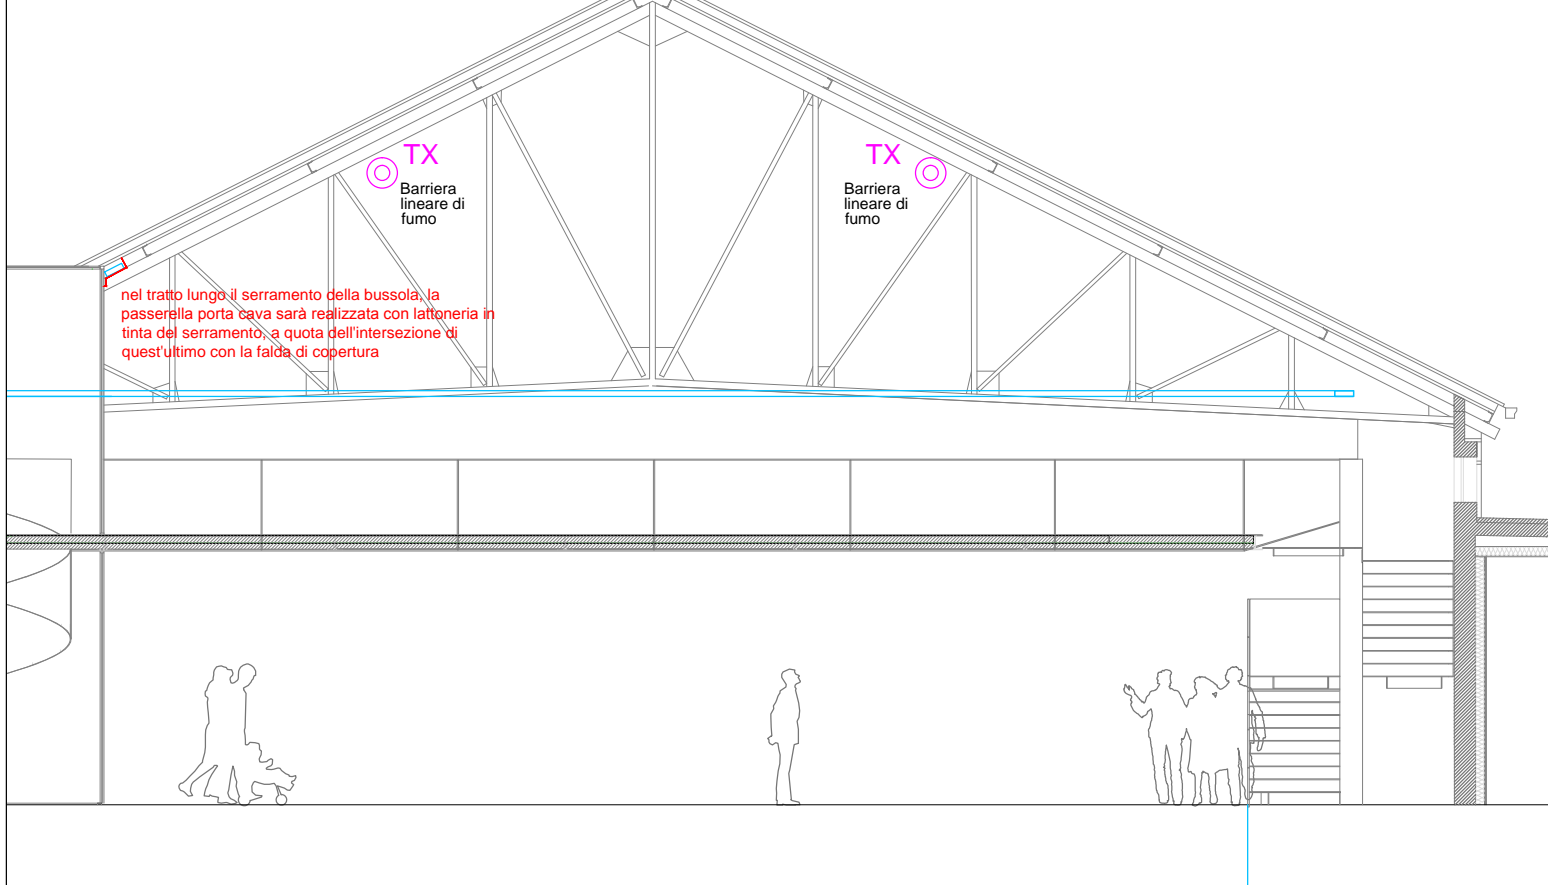 TX
Barriera
lineare di
fumo
TX
Barriera
lineare di
fumo
nel tratto lungo il serramento della bussola, la
passerella porta cava sarà realizzata con lattoneria in
tinta del serramento, a quota dell'intersezione di
quest'ultimo con la falda di copertura